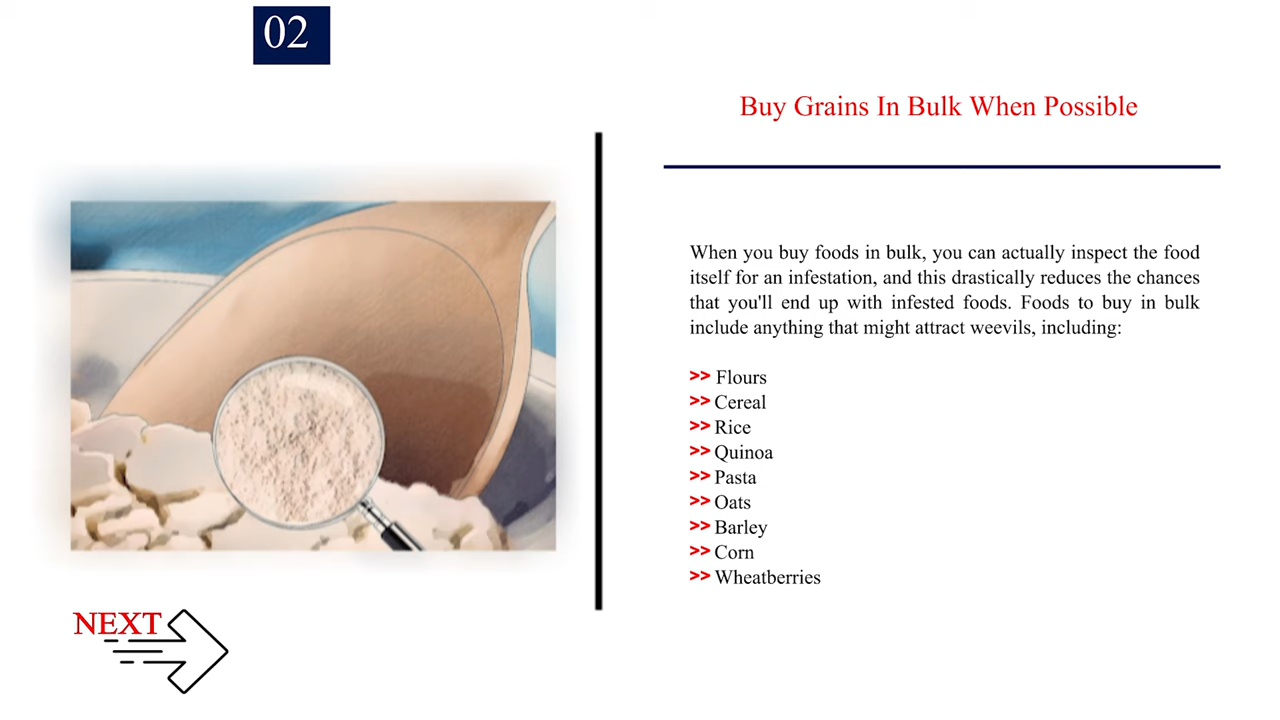 02
Buy Grains In Bulk When Possible
When you buy foods in bulk, you can actually inspect the food
itself for an infestation, and this drastically reduces the chances
that you'll end up with infested foods. Foods to buy in bulk
include anything that might attract weevils, including:
>> Flours
>> Cereal
>> Rice
>> Quinoa
>> Pasta
>> Oats
>> Barley
>> Corn
>> Wheatberries
NEXT